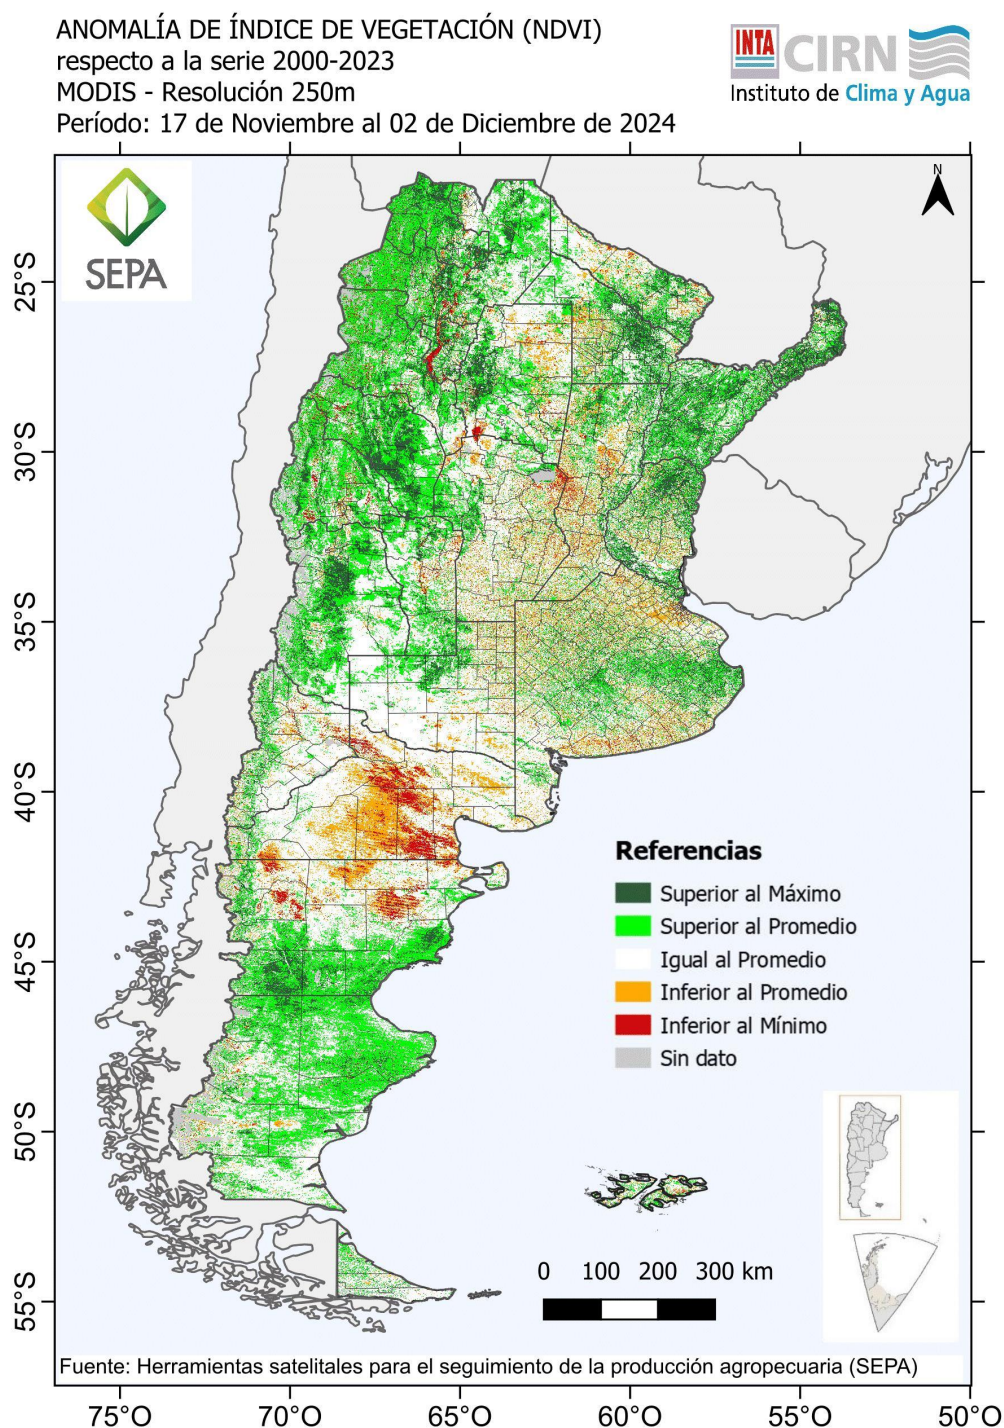 ANOMALÍA DE ÍNDICE DE VEGETACIÓN (NDVI)
respecto a la serie 2000-2023
MODIS - Resolución 250m
Período: 17 de Noviembre al 02 de Diciembre de 2024
INTA CIRN
Instituto de Clima y Agua
SEPA
N
25°S
30°S
35°S
40°S
45°S
50°S
55°S
Referencias
Superior al Máximo
Superior al Promedio
Igual al Promedio
Inferior al Promedio
Inferior al Mínimo
Sin dato
0 100 200 300 km
Fuente: Herramientas satelitales para el seguimiento de la producción agropecuaria (SEPA)
75°O 70°O 65°O 60°O 55°O 50°O